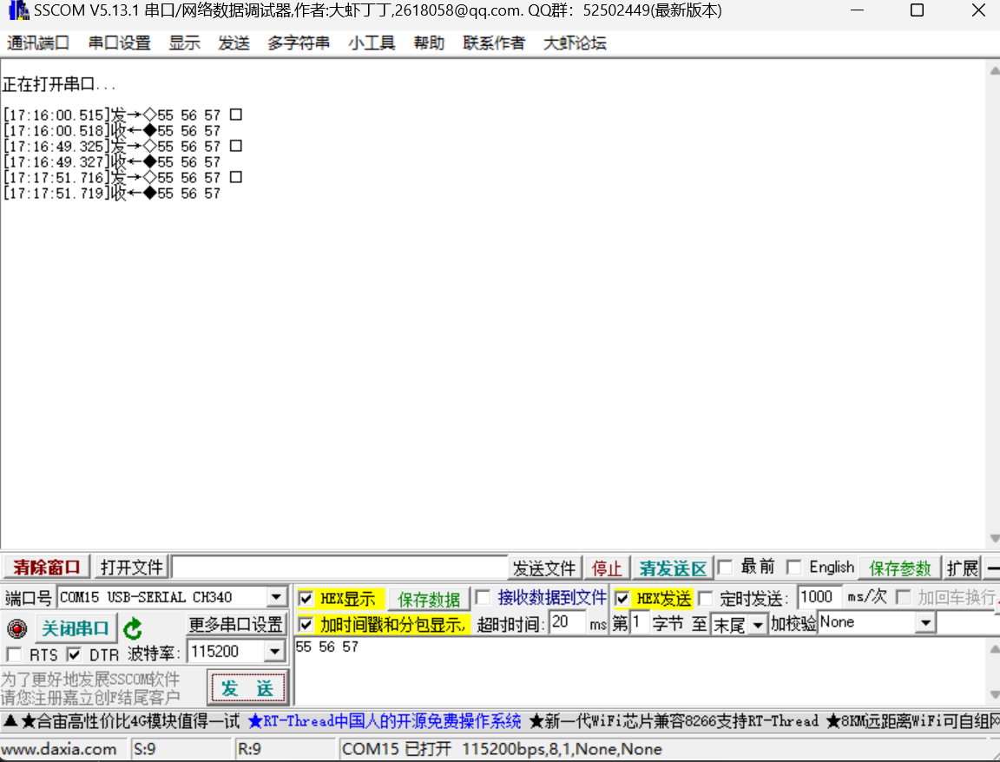 SSCOM V5.13.1 串口/网络数据调试器,作者:大虾丁丁,2618058@qq.com. QQ群：52502449(最新版本)
通讯端口 串口设置 显示 发送 多字符串 小工具 帮助 联系作者 大虾论坛
正在打开串口...
[17:16:00.515]发→◇55 56 57 □
[17:16:00.518]收←◆55 56 57
[17:16:49.325]发→◇55 56 57 □
[17:16:49.327]收←◆55 56 57
[17:17:51.716]发→◇55 56 57 □
[17:17:51.719]收←◆55 56 57
清除窗口 打开文件 发送文件 停止 清发送区 最前 English 保存参数 扩展
端口号 COM15 USB-SERIAL CH340 HEX显示 保存数据 接收数据到文件 HEX发送 定时发送: 1000 ms/次 加回车换行
关闭串口 更多串口设置 加时间戳和分包显示, 超时时间: 20 ms 第 1 字节 至 末尾 加校验 None
RTS DTR 波特率: 115200 55 56 57
为了更好地发展SSCOM软件
请您注册嘉立创F结尾客户
发 送
▲★合宙高性价比4G模块值得一试 ★RT-Thread中国人的开源免费操作系统 ★新一代WiFi芯片兼容8266支持RT-Thread ★8KM远距离WiFi可自组网
www.daxia.com S:9 R:9 COM15 已打开 115200bps,8,1,None,None